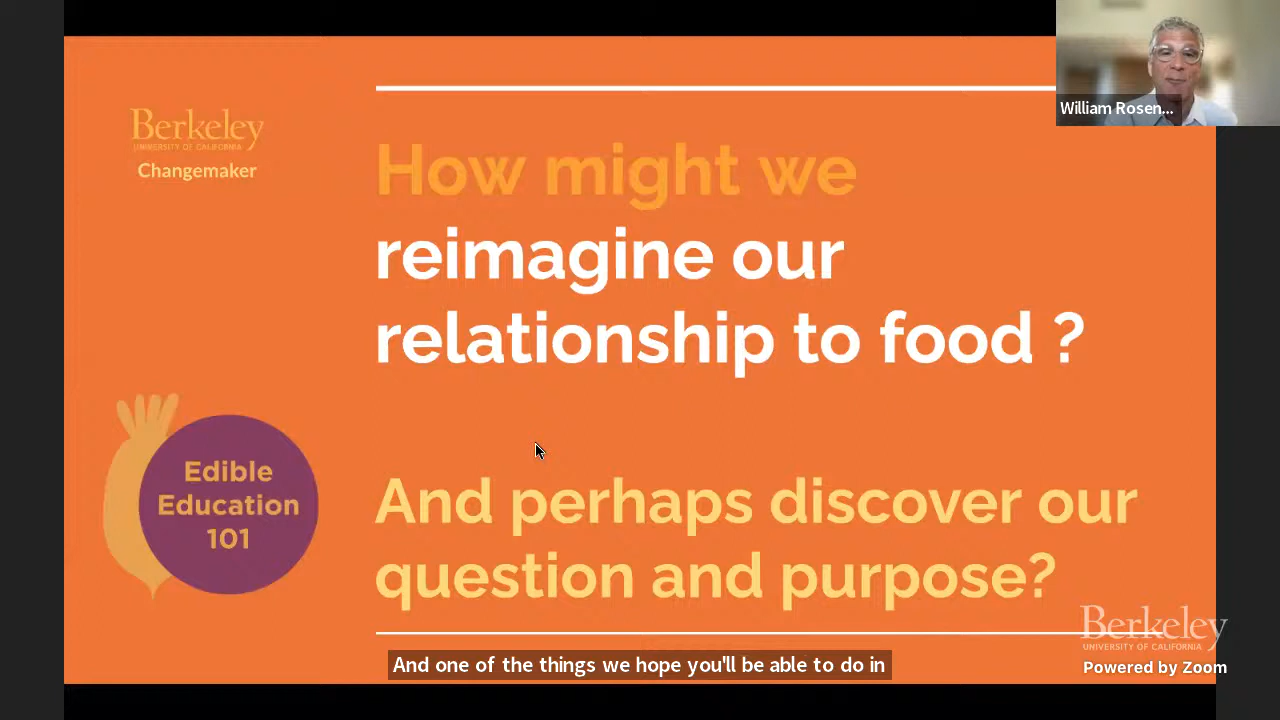 William Rosen...
Berkeley
UNIVERSITY OF CALIFORNIA
Changemaker
How might we
reimagine our
relationship to food ?
And perhaps discover our
question and purpose?
Edible
Education
101
Berkeley
UNIVERSITY OF CALIFORNIA
Powered by Zoom
And one of the things we hope you'll be able to do in